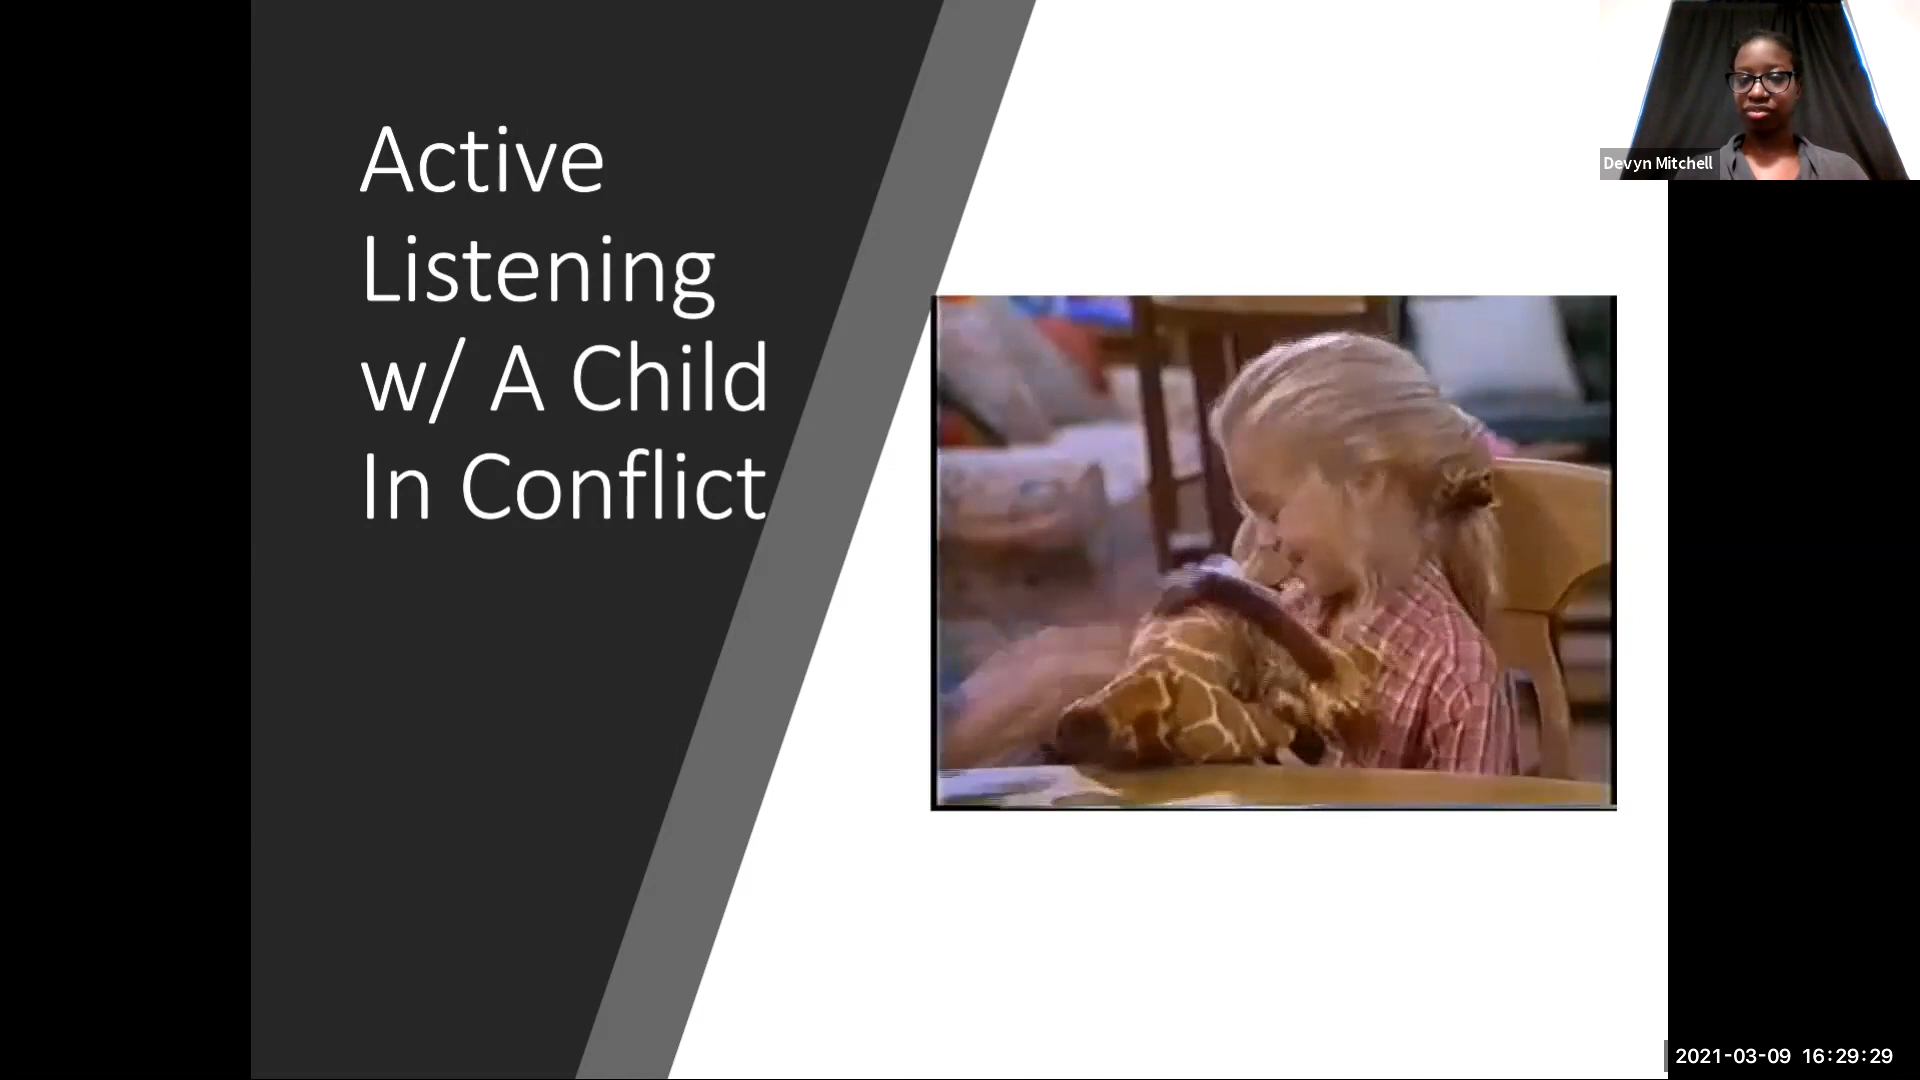 Active
Listening
w/ A Child
In Conflict
Devyn Mitchell
2021-03-09 16:29:29